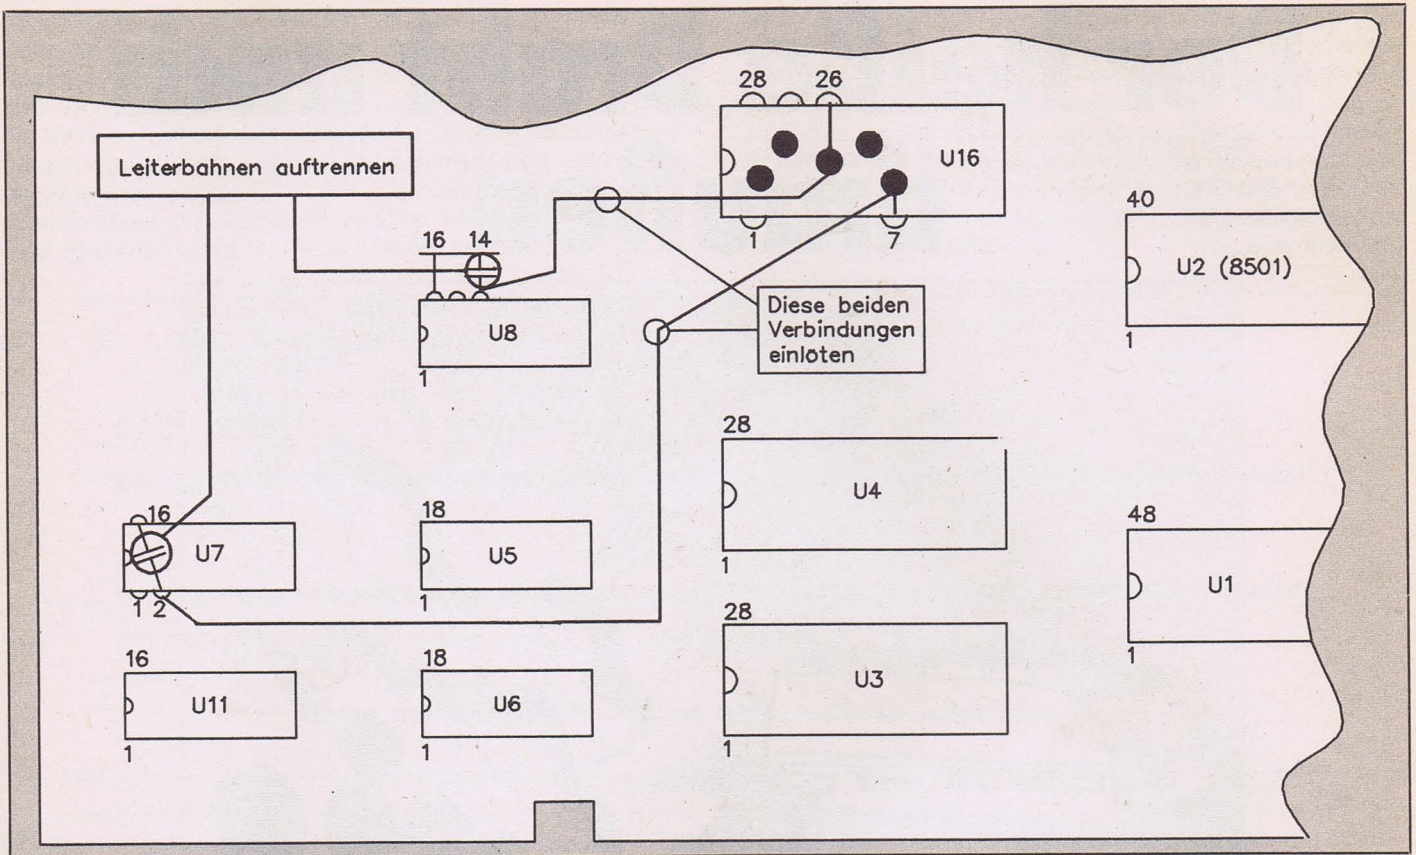 28 26
Leiterbahnen auftrennen
U16
40
16 14
1 7
U2 (8501)
Diese beiden
Verbindungen
einlöten
U8
1
1
28
U4
16
18
48
U7
U5
1
U1
1 2
1
28
16
18
1
U11
U6
U3
1
1
1